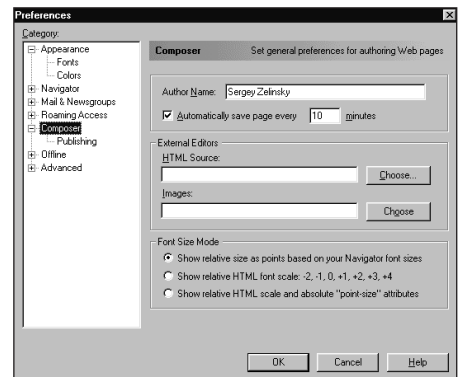 Preferences
Category:
Appearance
Fonts
Colors
Navigator
Mail & Newsgroups
Roaming Access
Composer
Publishing
Offline
Advanced
Composer Set general preferences for authoring Web pages
Author Name: Sergey Zelinsky
Automatically save page every 10 minutes
External Editors
HTML Source:
Choose...
Images:
Choose
Font Size Mode
Show relative size as points based on your Navigator font sizes
Show relative HTML font scale: -2, -1, 0, +1, +2, +3, +4
Show relative HTML scale and absolute "point-size" attributes
OK Cancel Help